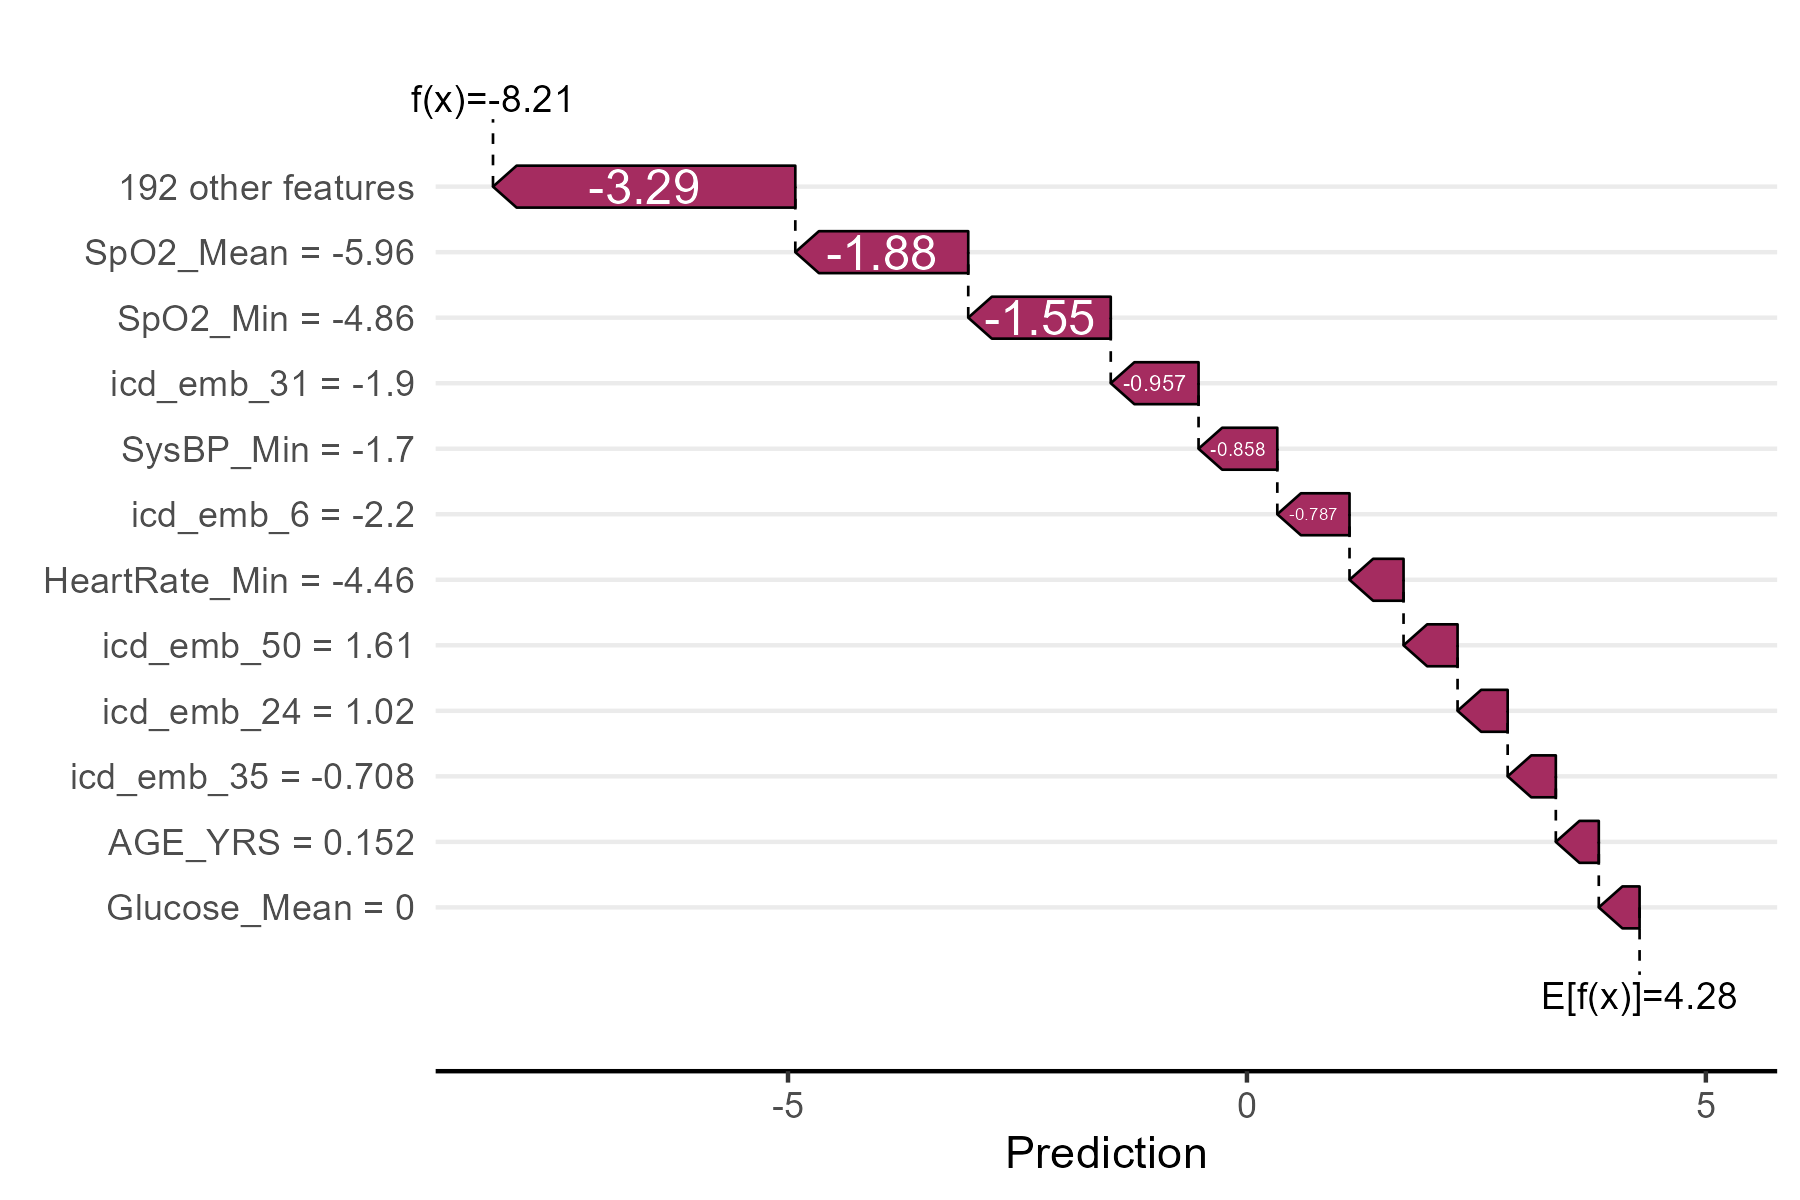 f(x)=-8.21
192 other features
-3.29
SpO2_Mean = -5.96
-1.88
SpO2_Min = -4.86
-1.55
icd_emb_31 = -1.9
-0.957
SysBP_Min = -1.7
-0.858
icd_emb_6 = -2.2
-0.787
HeartRate_Min = -4.46
icd_emb_50 = 1.61
icd_emb_24 = 1.02
icd_emb_35 = -0.708
AGE_YRS = 0.152
Glucose_Mean = 0
E[f(x)]=4.28
-5 0 5
Prediction